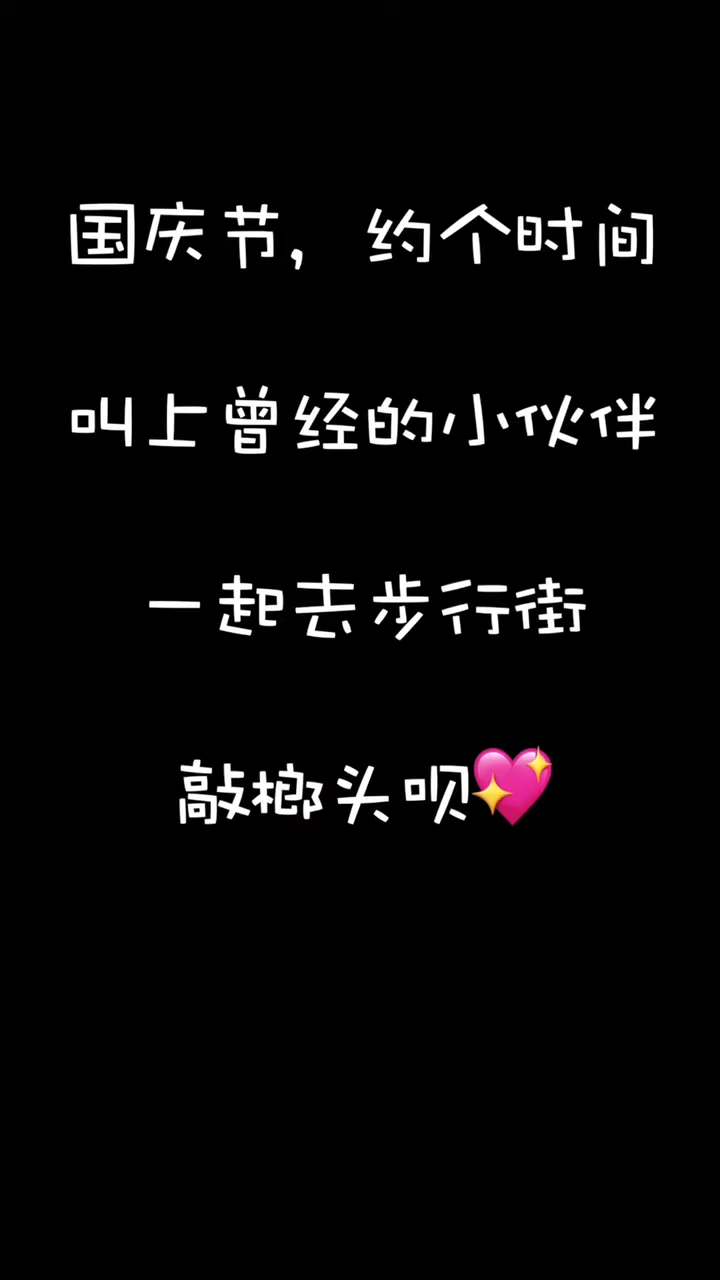 国庆节，约个时间
叫上曾经的小伙伴
一起去步行街
敲榔头呗💖